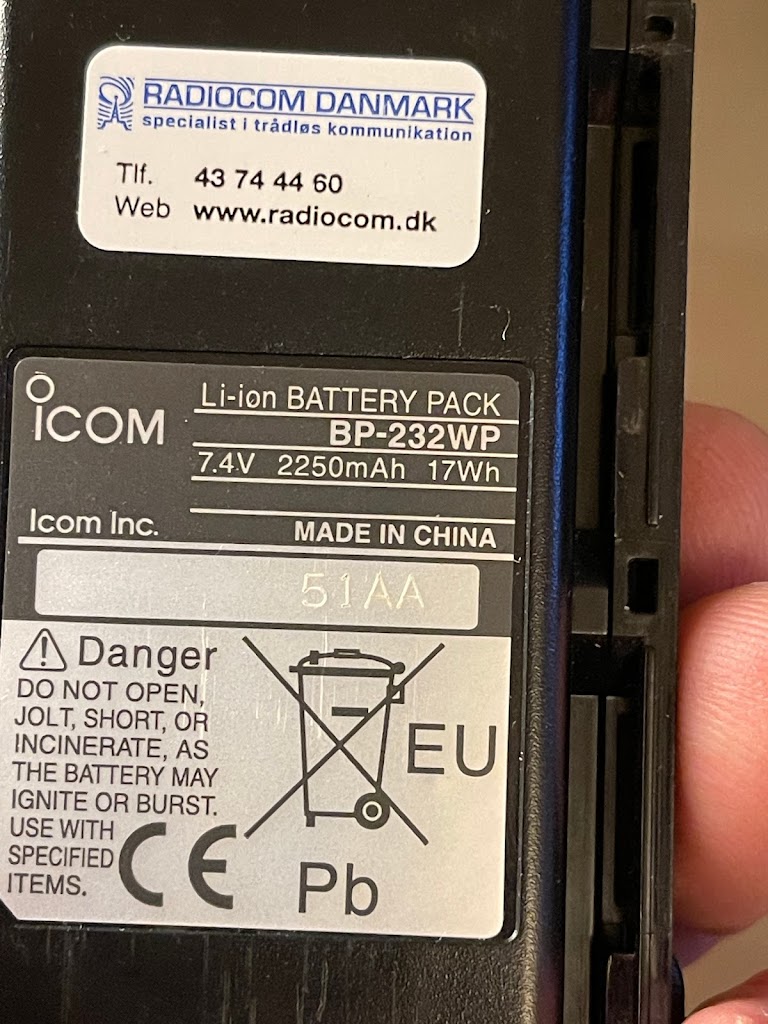 RADIOCOM DANMARK
specialist i trådløs kommunikation
Tlf. 43 74 44 60
Web www.radiocom.dk
ICOM
Li-ion BATTERY PACK
BP-232WP
7.4V 2250mAh 17Wh
Icom Inc. MADE IN CHINA
51AA
Danger
DO NOT OPEN,
JOLT, SHORT, OR
INCINERATE, AS
THE BATTERY MAY
IGNITE OR BURST.
USE WITH
SPECIFIED
ITEMS.
CE
EU
Pb